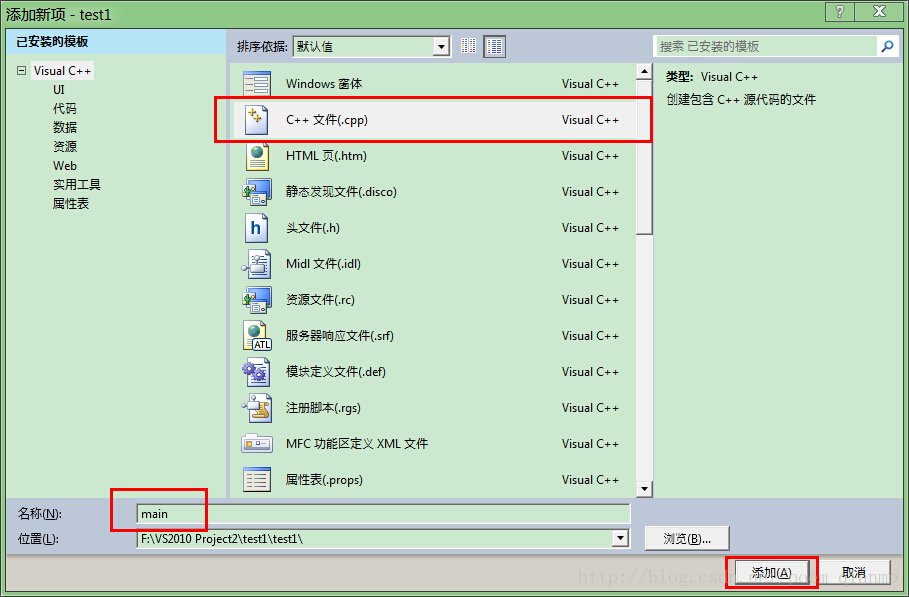 添加新项 - test1
已安装的模板
排序依据: 默认值
搜索 已安装的模板
Visual C++
UI
代码
数据
资源
Web
实用工具
属性表
Windows 窗体 Visual C++
C++ 文件(.cpp) Visual C++
HTML 页(.htm) Visual C++
静态发现文件(.disco) Visual C++
头文件(.h) Visual C++
h
Midl 文件(.idl) Visual C++
资源文件(.rc) Visual C++
服务器响应文件(.srf) Visual C++
ATL
模块定义文件(.def) Visual C++
注册脚本(.rgs) Visual C++
MFC 功能区定义 XML 文件 Visual C++
属性表(.props) Visual C++
类型: Visual C++
创建包含 C++ 源代码的文件
名称(N): main
位置(L): F:\VS2010 Project2\test1\test1\
浏览(B)...
添加(A) 取消
http://blog.csdn